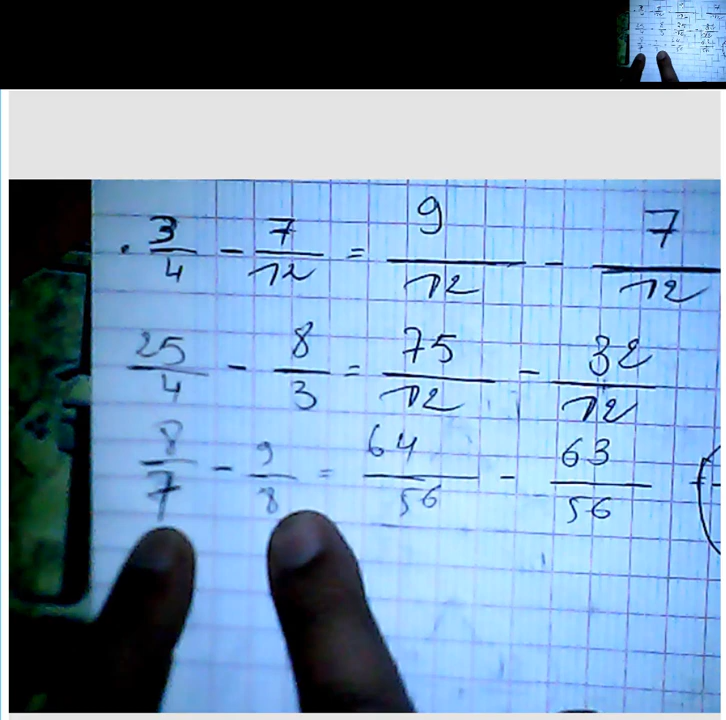 . 3/4 - 7/12 = 9/12 - 7/12
25/4 - 8/3 = 75/12 - 32/12
8/7 - 9/8 = 64/56 - 63/56